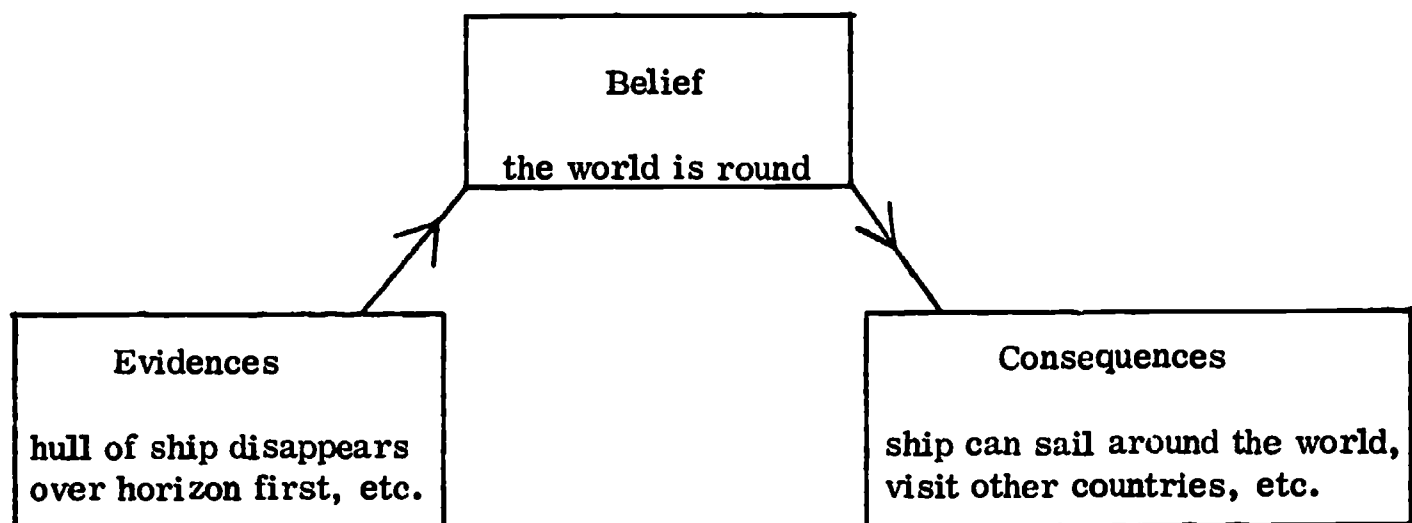 Belief
the world is round
Evidences
hull of ship disappears
over horizon first, etc.
Consequences
ship can sail around the world,
visit other countries, etc.